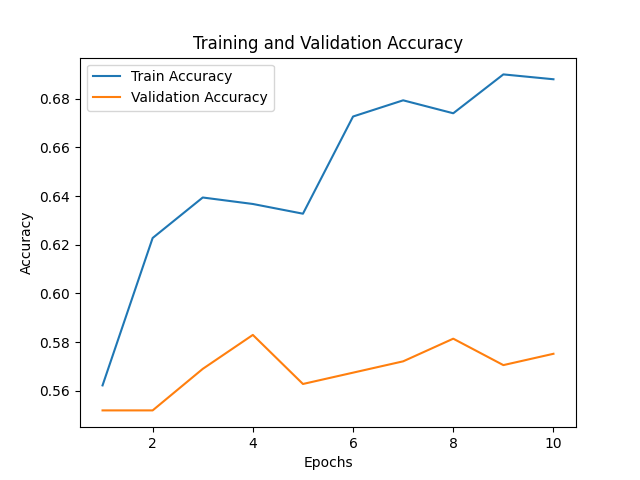 Training and Validation Accuracy
Train Accuracy
Validation Accuracy
Accuracy
0.68
0.66
0.64
0.62
0.60
0.58
0.56
2 4 6 8 10
Epochs